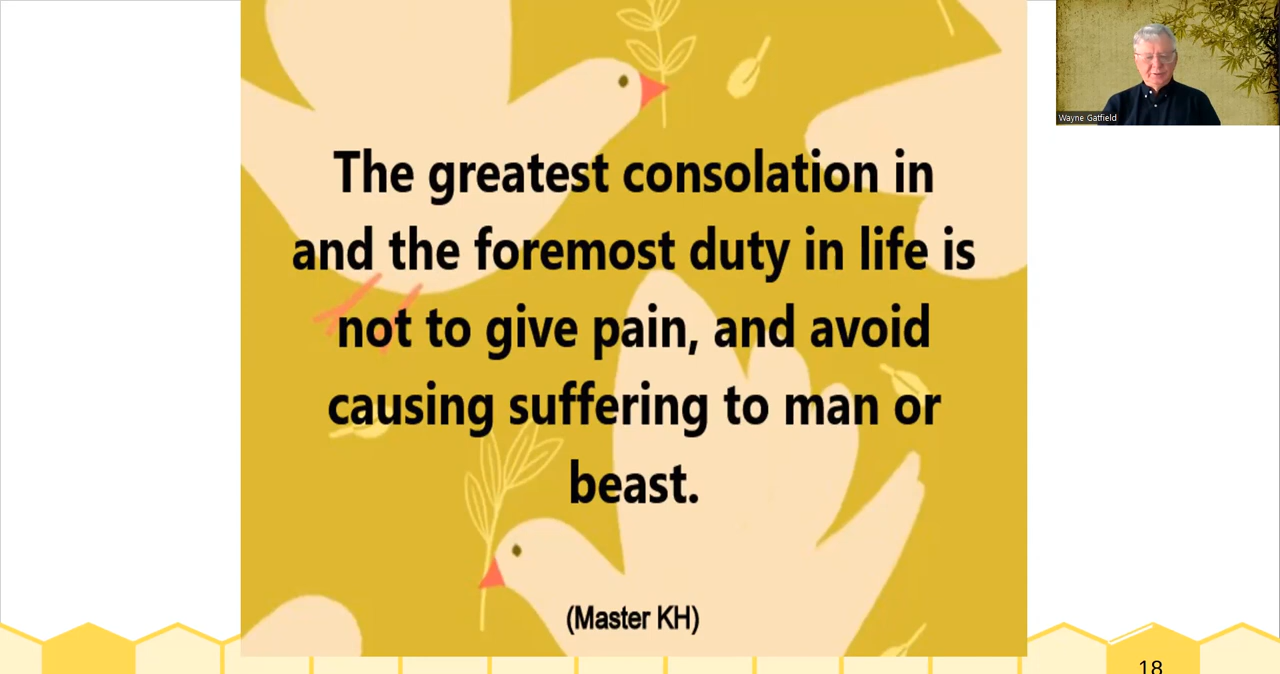 The greatest consolation in
and the foremost duty in life is
not to give pain, and avoid
causing suffering to man or
beast.
(Master KH)
Wayne Gatfield
18